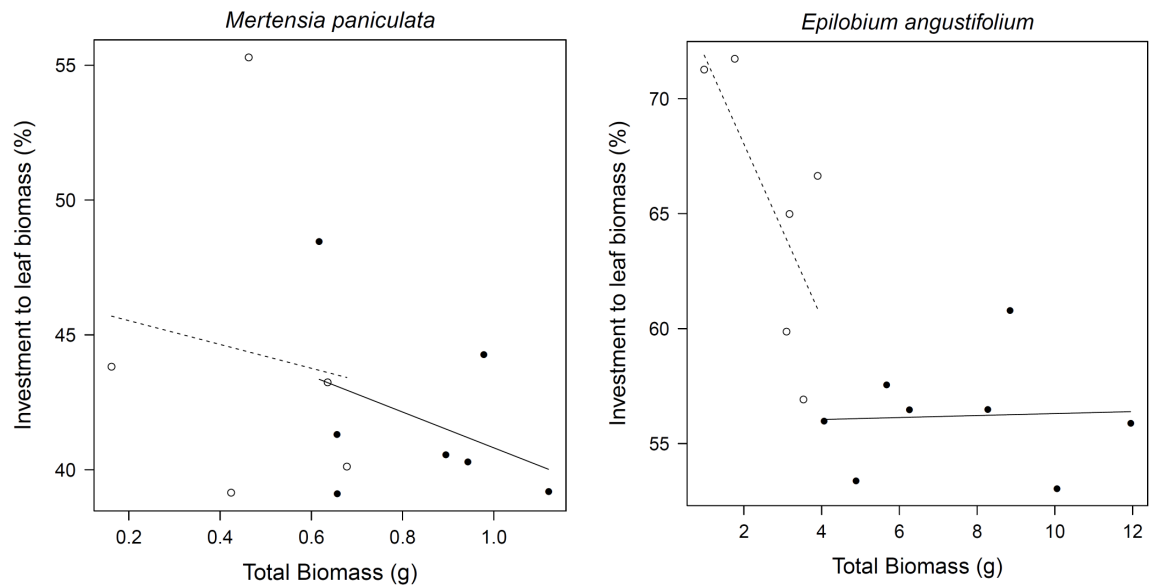 Mertensia paniculata
Investment to leaf biomass (%)
55
50
45
40
0.2 0.4 0.6 0.8 1.0
Total Biomass (g)
Epilobium angustifolium
Investment to leaf biomass (%)
70
65
60
55
2 4 6 8 10 12
Total Biomass (g)